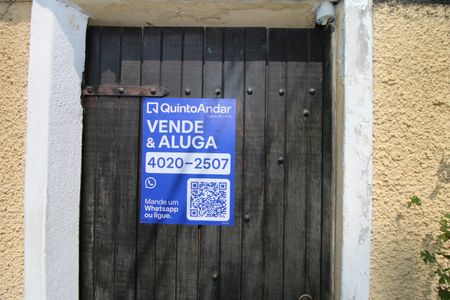 QuintoAndar
VENDE
& ALUGA
4020-2507
Mande um
Whatsapp
ou ligue.